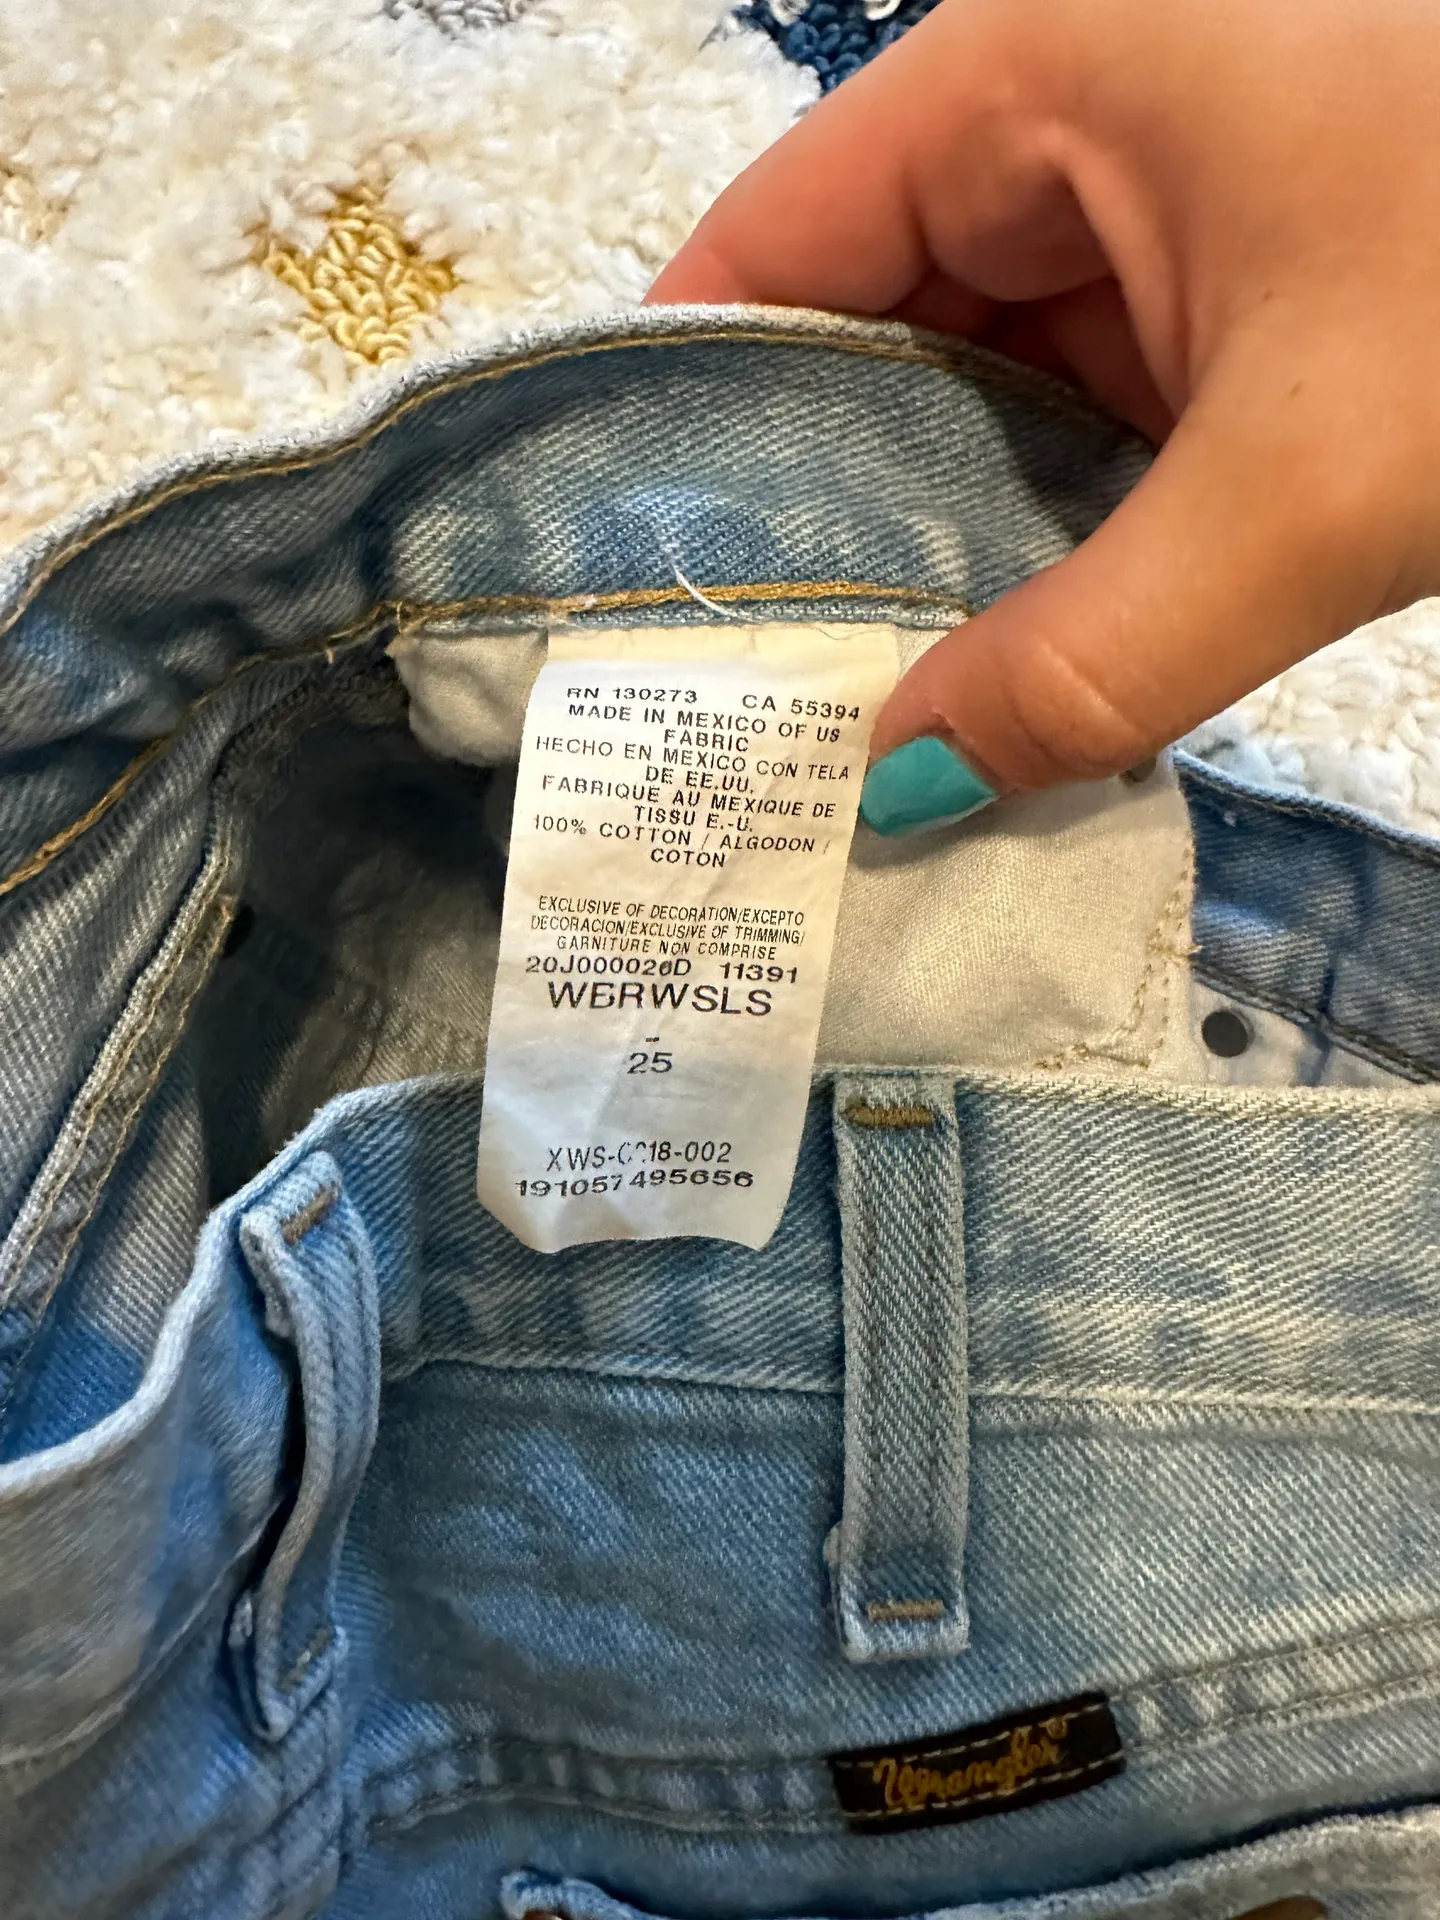 RN 130273 CA 55394
MADE IN MEXICO OF US
FABRIC
HECHO EN MEXICO CON TELA
DE EE.UU.
FABRIQUE AU MEXIQUE DE
TISSU E.-U.
100% COTTON / ALGODON /
COTON
EXCLUSIVE OF DECORATION/EXCEPTO
DECORACION/EXCLUSIVE OF TRIMMING/
GARNITURE NON COMPRISE
20J000020D 11391
WBRWSLS
-
25
191057495656
Wrangler®